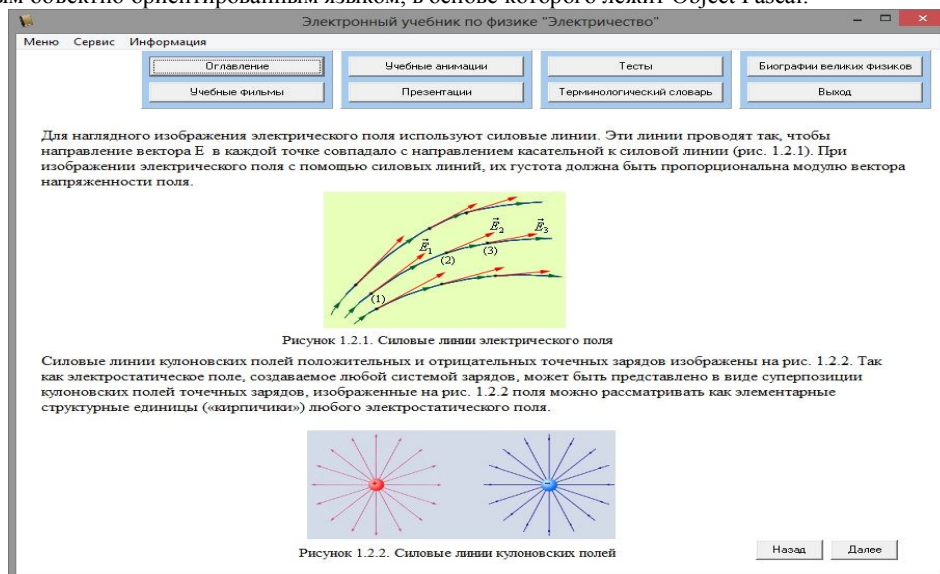 ым объектно-ориентированным языком, в основе которого лежит Object Pascal.
Электронный учебник по физике "Электричество"
Меню Сервис Информация
Оглавление Учебные анимации Тесты Биографии великих физиков
Учебные фильмы Презентации Терминологический словарь Выход
Для наглядного изображения электрического поля используют силовые линии. Эти линии проводят так, чтобы
направление вектора E в каждой точке совпадало с направлением касательной к силовой линии (рис. 1.2.1). При
изображении электрического поля с помощью силовых линий, их густота должна быть пропорциональна модулю вектора
напряженности поля.
E⃗1 E⃗2 E⃗3
(1) (2) (3)
Рисунок 1.2.1. Силовые линии электрического поля
Силовые линии кулоновских полей положительных и отрицательных точечных зарядов изображены на рис. 1.2.2. Так
как электростатическое поле, создаваемое любой системой зарядов, может быть представлено в виде суперпозиции
кулоновских полей точечных зарядов, изображенные на рис. 1.2.2 поля можно рассматривать как элементарные
структурные единицы («кирпичики») любого электростатического поля.
Рисунок 1.2.2. Силовые линии кулоновских полей
Назад Далее